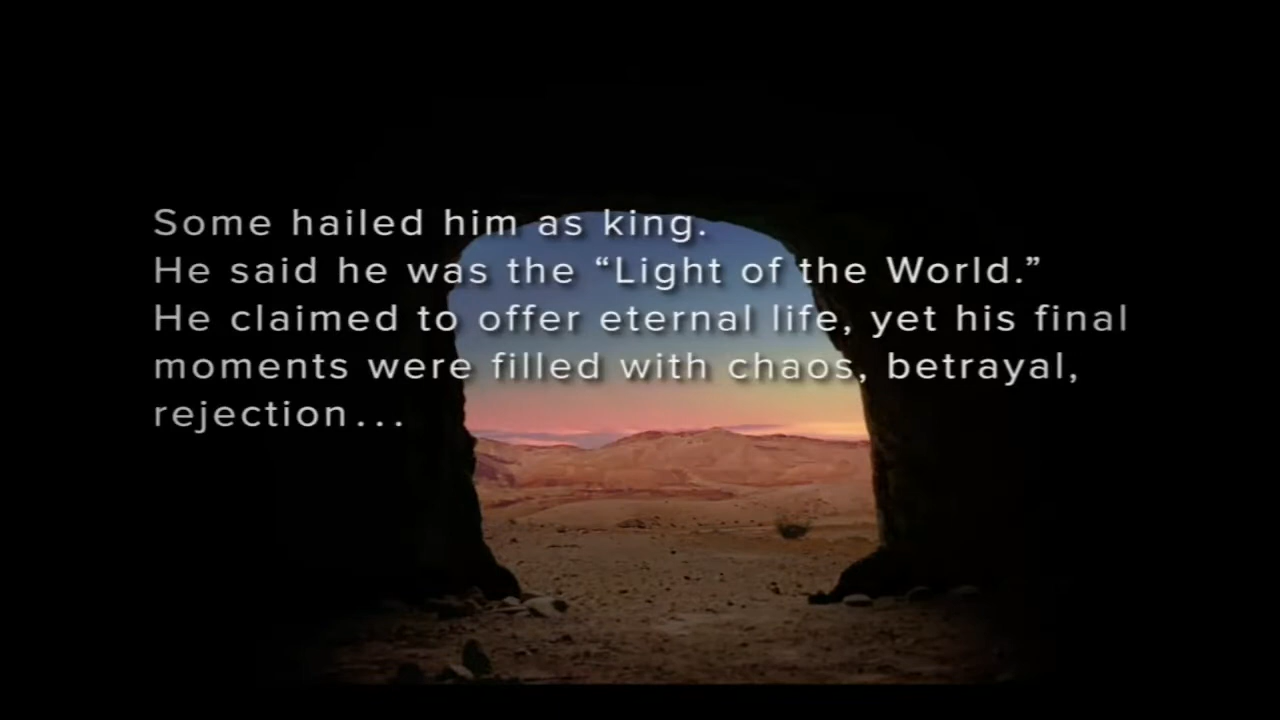 Some hailed him as king.
He said he was the “Light of the World.”
He claimed to offer eternal life, yet his final
moments were filled with chaos, betrayal,
rejection...